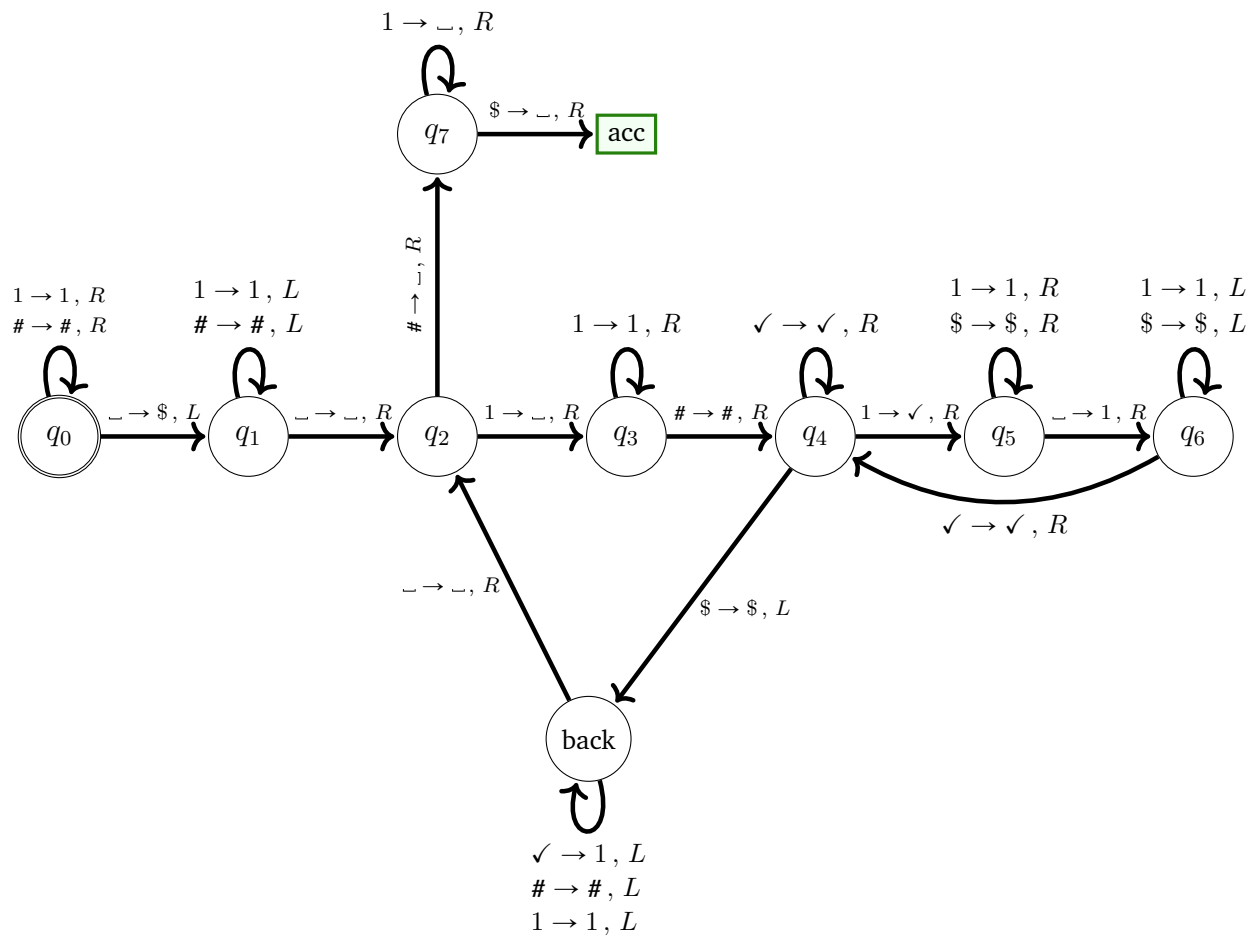 1 → ␣, R
$ → ␣, R
q7
acc
# → ␣, R
1 → 1, R
# → #, R
1 → 1, L
# → #, L
1 → 1, R
✓ → ✓, R
1 → 1, R
$ → $, R
1 → 1, L
$ → $, L
q0
␣ → $, L
q1
␣ → ␣, R
q2
1 → ␣, R
q3
# → #, R
q4
1 → ✓, R
q5
␣ → 1, R
q6
✓ → ✓, R
␣ → ␣, R
$ → $, L
back
✓ → 1, L
# → #, L
1 → 1, L